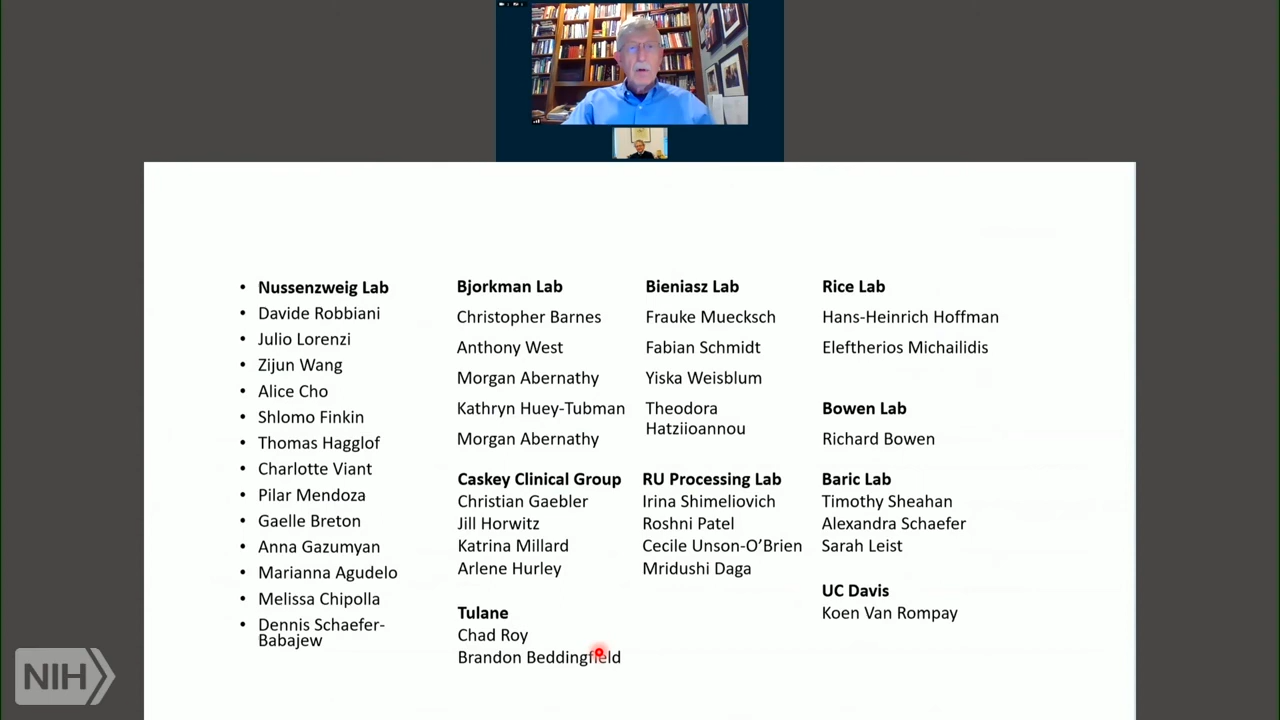 • Nussenzweig Lab
• Davide Robbiani
• Julio Lorenzi
• Zijun Wang
• Alice Cho
• Shlomo Finkin
• Thomas Hagglof
• Charlotte Viant
• Pilar Mendoza
• Gaelle Breton
• Anna Gazumyan
• Marianna Agudelo
• Melissa Chipolla
• Dennis Schaefer-
Babajew
Bjorkman Lab
Christopher Barnes
Anthony West
Morgan Abernathy
Kathryn Huey-Tubman
Morgan Abernathy
Caskey Clinical Group
Christian Gaebler
Jill Horwitz
Katrina Millard
Arlene Hurley
Tulane
Chad Roy
Brandon Beddingfield
Bieniasz Lab
Frauke Muecksch
Fabian Schmidt
Yiska Weisblum
Theodora
Hatziioannou
RU Processing Lab
Irina Shimeliovich
Roshni Patel
Cecile Unson-O’Brien
Mridushi Daga
Rice Lab
Hans-Heinrich Hoffman
Eleftherios Michailidis
Bowen Lab
Richard Bowen
Baric Lab
Timothy Sheahan
Alexandra Schaefer
Sarah Leist
UC Davis
Koen Van Rompay
NIH